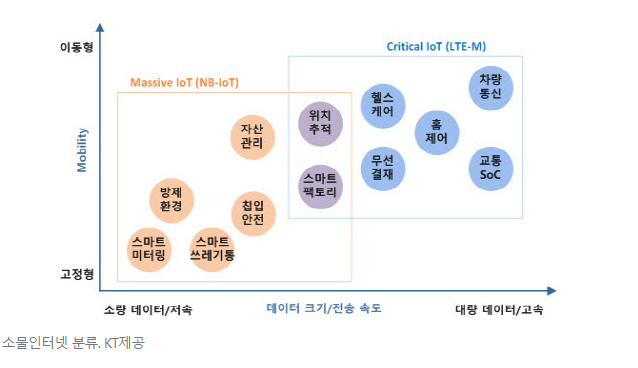 이동형
Critical IoT (LTE-M)
Massive IoT (NB-IoT)
차량
통신
헬스
케어
위치
추적
홈
제어
자산
관리
Mobility
무선
결재
교통
SoC
스마트
팩토리
방제
환경
칩입
안전
스마트
미터링
스마트
쓰레기통
고정형
소량 데이터/저속
데이터 크기/전송 속도
대량 데이터/고속
소물인터넷 분류. KT제공